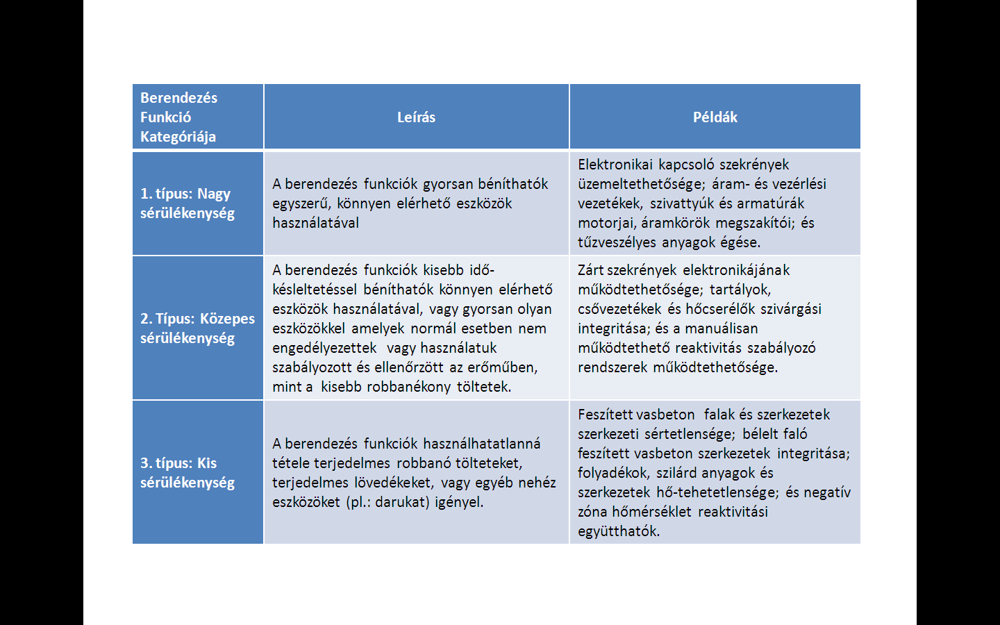 Berendezés
Funkció
Kategóriája
Leírás
Példák
1. típus: Nagy
sérülékenység
A berendezés funkciók gyorsan béníthatók
egyszerű, könnyen elérhető eszközök
használatával
Elektronikai kapcsoló szekrények
üzemeltethetősége; áram- és vezérlési
vezetékek, szivattyúk és armatúrák
motorjai, áramkörök megszakítói; és
tűzveszélyes anyagok égése.
2. Típus: Közepes
sérülékenység
A berendezés funkciók kisebb idő-
késleltetéssel béníthatók könnyen elérhető
eszközök használatával, vagy gyorsan olyan
eszközökkel amelyek normál esetben nem
engedélyezettek vagy használatuk
szabályozott és ellenőrzött az erőműben,
mint a kisebb robbanékony töltetek.
Zárt szekrények elektronikájának
működtethetősége; tartályok,
csővezetékek és hőcserélők szivárgási
integritása; és a manuálisan
működtethető reaktivitás szabályozó
rendszerek működtethetősége.
3. típus: Kis
sérülékenység
A berendezés funkciók használhatatlanná
tétele terjedelmes robbanó tölteteket,
terjedelmes lövedékeket, vagy egyéb nehéz
eszközöket (pl.: darukat) igényel.
Feszített vasbeton falak és szerkezetek
szerkezeti sértetlensége; bélelt faló
feszített vasbeton szerkezetek integritása;
folyadékok, szilárd anyagok és
szerkezetek hő-tehetetlensége; és negatív
zóna hőmérséklet reaktivitási
együtthatók.